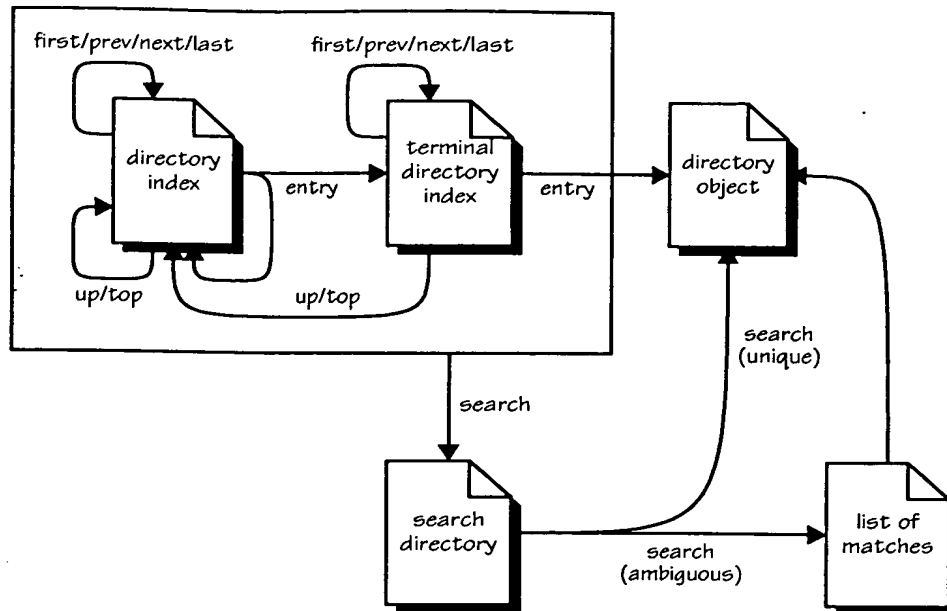 first/prev/next/last
first/prev/next/last
directory
index
terminal
directory
index
directory
object
entry
entry
up/top
up/top
search
(unique)
search
search
directory
search
(ambiguous)
list of
matches